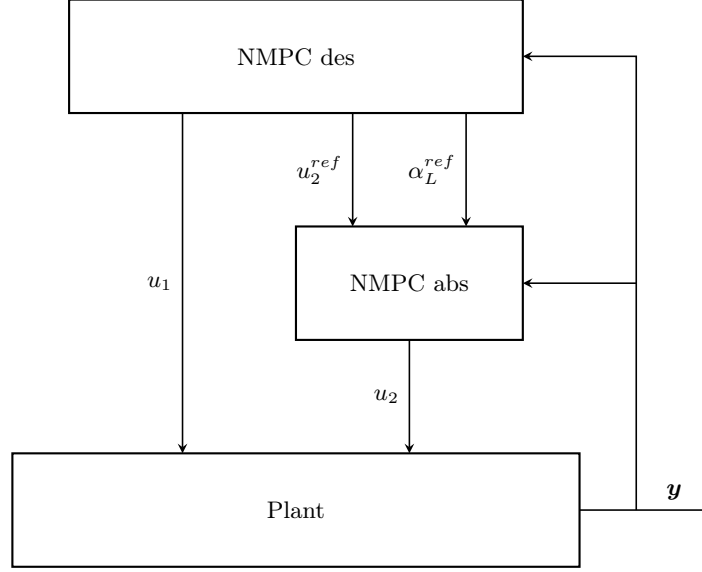 NMPC des
u_2^{ref}
α_L^{ref}
u_1
NMPC abs
u_2
Plant
y